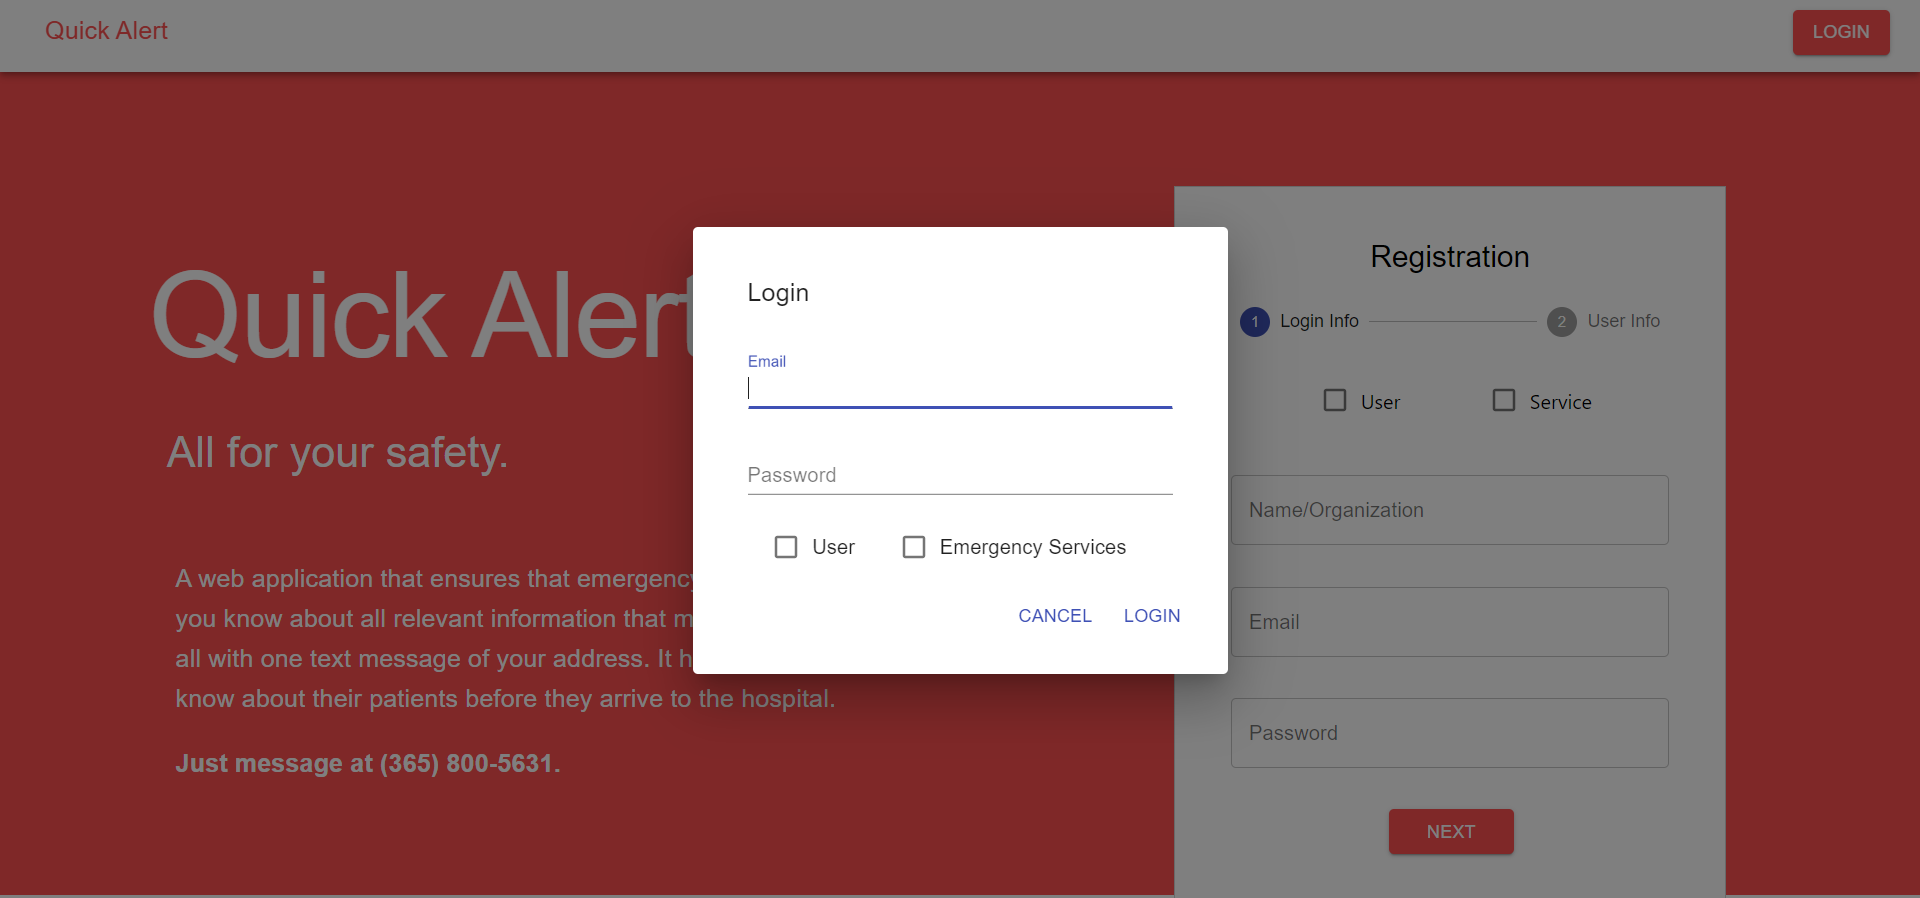 Quick Alert
LOGIN
Quick Alert
All for your safety.
A web application that ensures that emergency
you know about all relevant information that m
all with one text message of your address. It h
know about their patients before they arrive to the hospital.
Just message at (365) 800-5631.
Login
Email
Password
User
Emergency Services
CANCEL
LOGIN
Registration
1 Login Info
2 User Info
User
Service
Name/Organization
Email
Password
NEXT